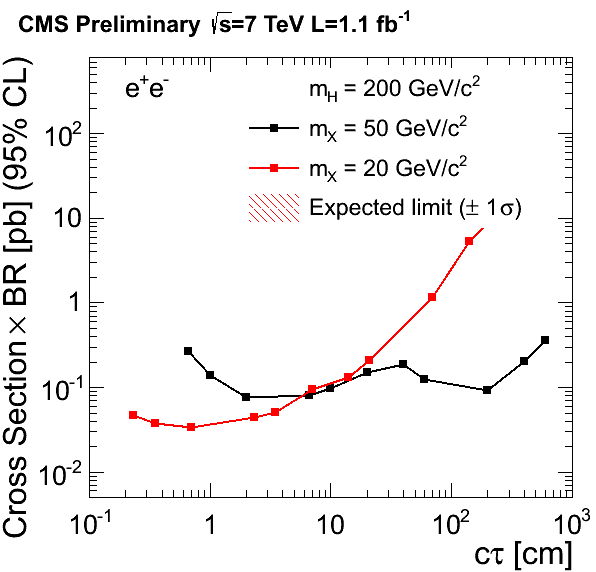 CMS Preliminary √s=7 TeV L=1.1 fb⁻¹
e⁺e⁻
m_H = 200 GeV/c²
m_X = 50 GeV/c²
m_X = 20 GeV/c²
Expected limit (± 1σ)
Cross Section × BR [pb] (95% CL)
10²
10
1
10⁻¹
10⁻²
10⁻¹ 1 10 10² 10³
cτ [cm]